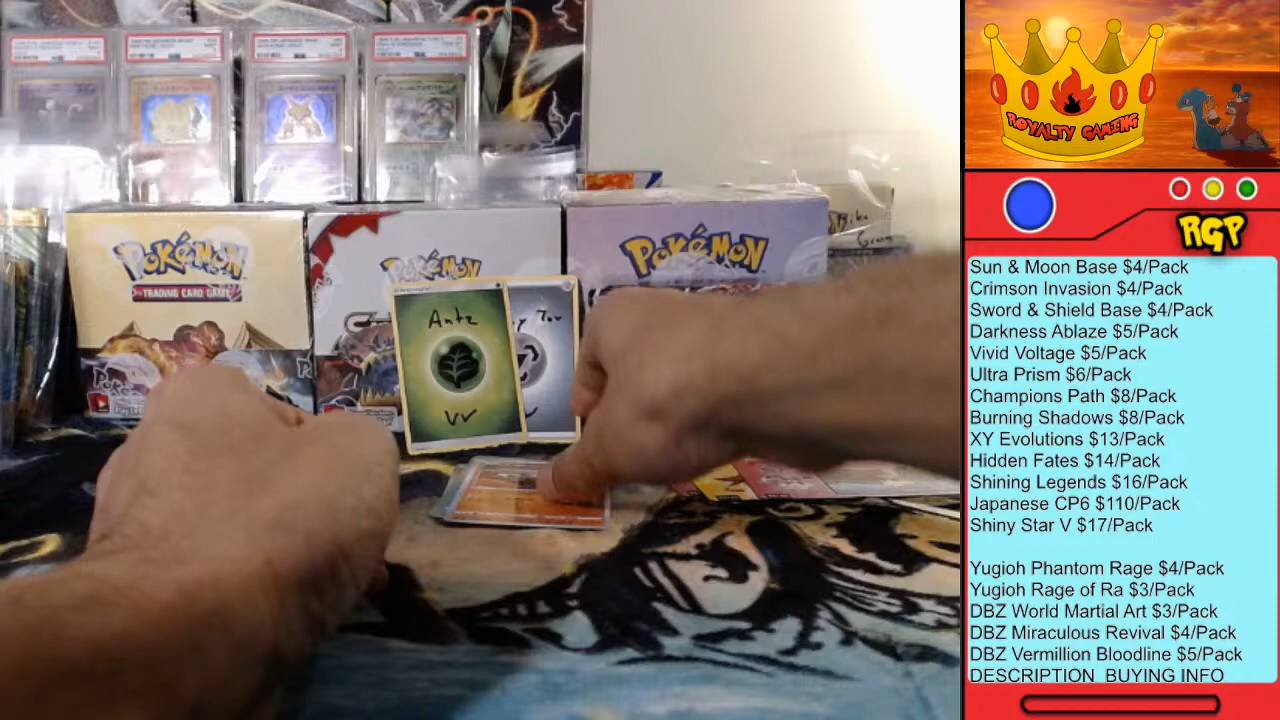 POKéMON
TRADING CARD GAME
POKéMON
POKéMON
Antz
VV
ROYALTY GAMING
RGP
Sun & Moon Base $4/Pack
Crimson Invasion $4/Pack
Sword & Shield Base $4/Pack
Darkness Ablaze $5/Pack
Vivid Voltage $5/Pack
Ultra Prism $6/Pack
Champions Path $8/Pack
Burning Shadows $8/Pack
XY Evolutions $13/Pack
Hidden Fates $14/Pack
Shining Legends $16/Pack
Japanese CP6 $110/Pack
Shiny Star V $17/Pack
Yugioh Phantom Rage $4/Pack
Yugioh Rage of Ra $3/Pack
DBZ World Martial Art $3/Pack
DBZ Miraculous Revival $4/Pack
DBZ Vermillion Bloodline $5/Pack
DESCRIPTION BUYING INFO